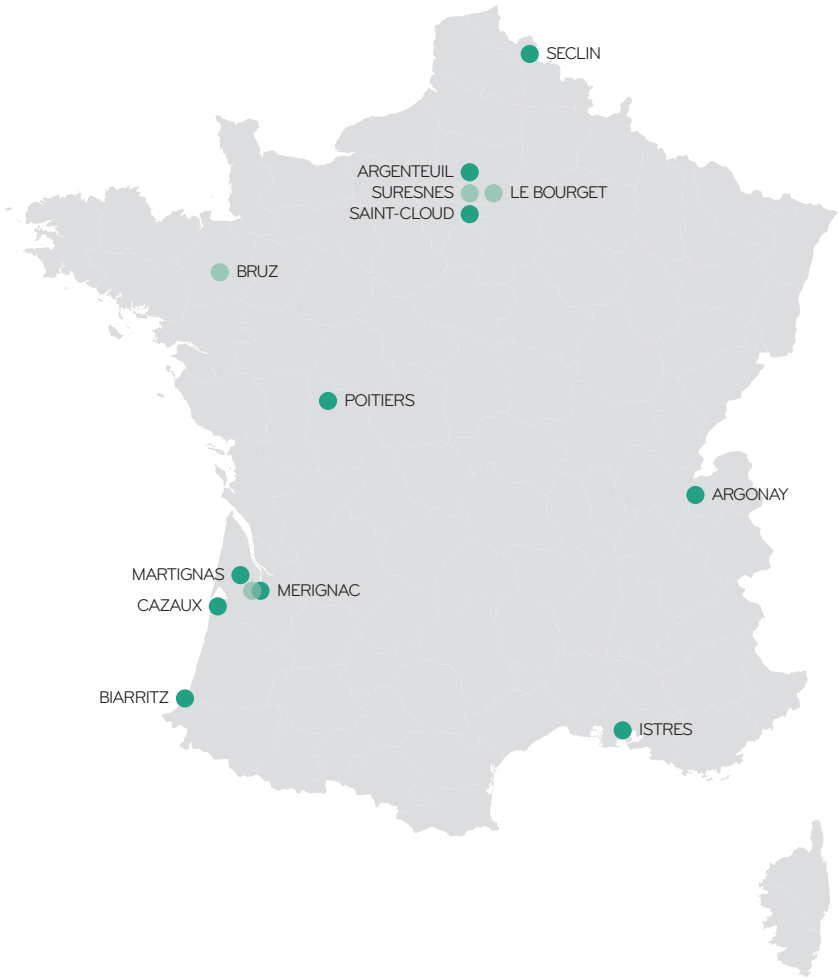 SECLIN
ARGENTEUIL
SURESNES
LE BOURGET
SAINT-CLOUD
BRUZ
POITIERS
ARGONAY
MARTIGNAS
MERIGNAC
CAZAUX
BIARRITZ
ISTRES